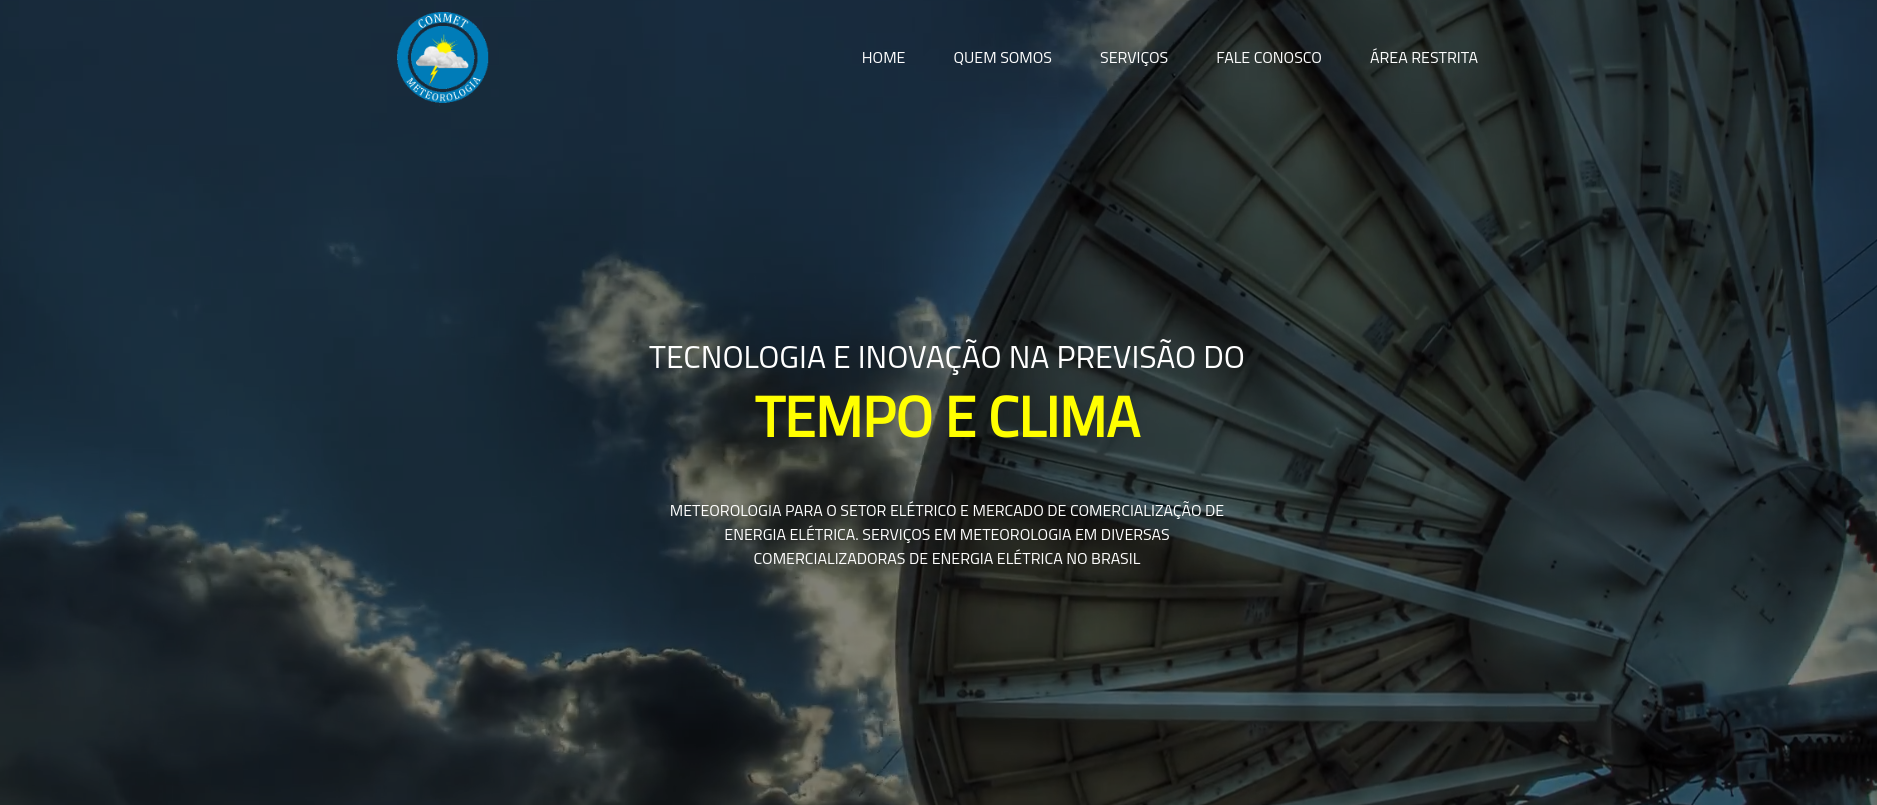 CONMET
METEOROLOGIA
HOME
QUEM SOMOS
SERVIÇOS
FALE CONOSCO
ÁREA RESTRITA
TECNOLOGIA E INOVAÇÃO NA PREVISÃO DO
TEMPO E CLIMA
METEOROLOGIA PARA O SETOR ELÉTRICO E MERCADO DE COMERCIALIZAÇÃO DE
ENERGIA ELÉTRICA. SERVIÇOS EM METEOROLOGIA EM DIVERSAS
COMERCIALIZADORAS DE ENERGIA ELÉTRICA NO BRASIL